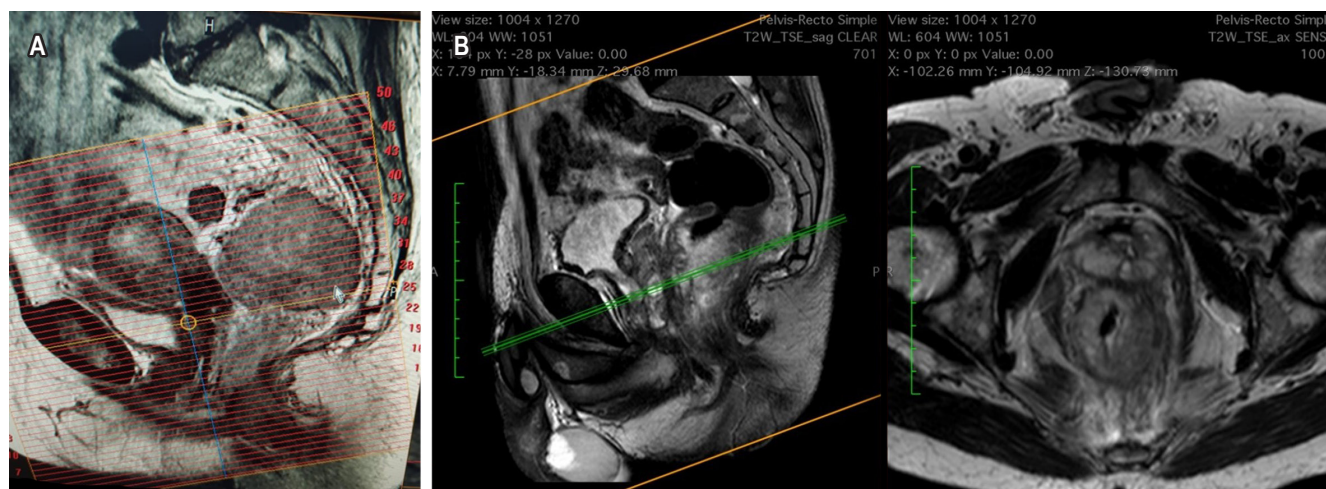 A
H
50
46
43
40
37
34
31
28
25
P
22
19
7
B
View size: 1004 x 1270
WL: 604 WW: 1051
px Y: -28 px Value: 0.00
X: 7.79 mm Y: -18.34 mm Z: 29.68 mm
Pelvis-Recto Simple
T2W_TSE_sag CLEAR
701
A
P
View size: 1004 x 1270
WL: 604 WW: 1051
X: 0 px Y: 0 px Value: 0.00
X: -102.26 mm Y: -104.92 mm Z: -130.73 mm
Pelvis-Recto Simpl
T2W_TSE_ax SENS
100
R